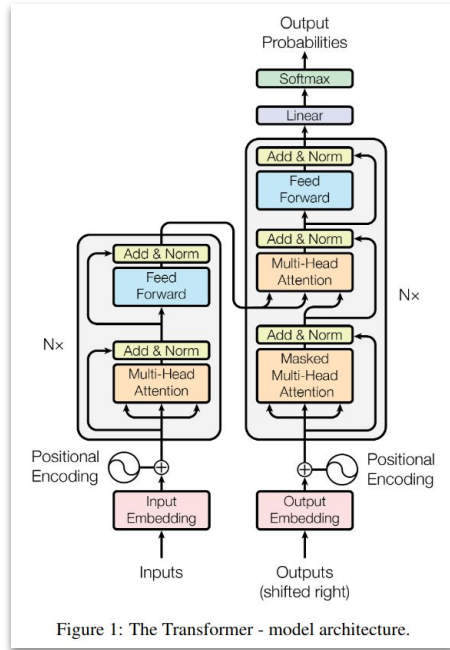 Output
Probabilities
Softmax
Linear
Add & Norm
Feed
Forward
Add & Norm
Multi-Head
Attention
Add & Norm
Masked
Multi-Head
Attention
N×
Add & Norm
Feed
Forward
N×
Add & Norm
Multi-Head
Attention
Positional
Encoding
Positional
Encoding
Input
Embedding
Output
Embedding
Inputs
Outputs
(shifted right)
Figure 1: The Transformer - model architecture.